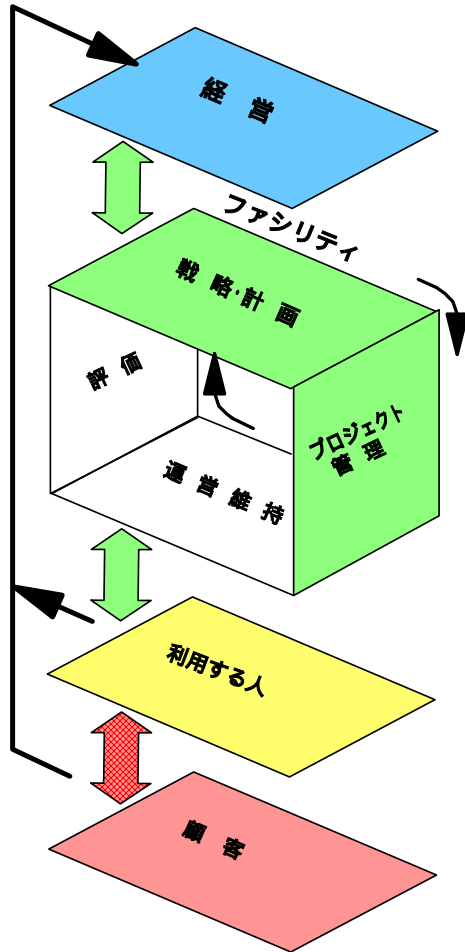 経 営
ファシリティ
戦 略・計 画
評 価
プロジェクト
管 理
運 営 維 持
利用する人
顧 客